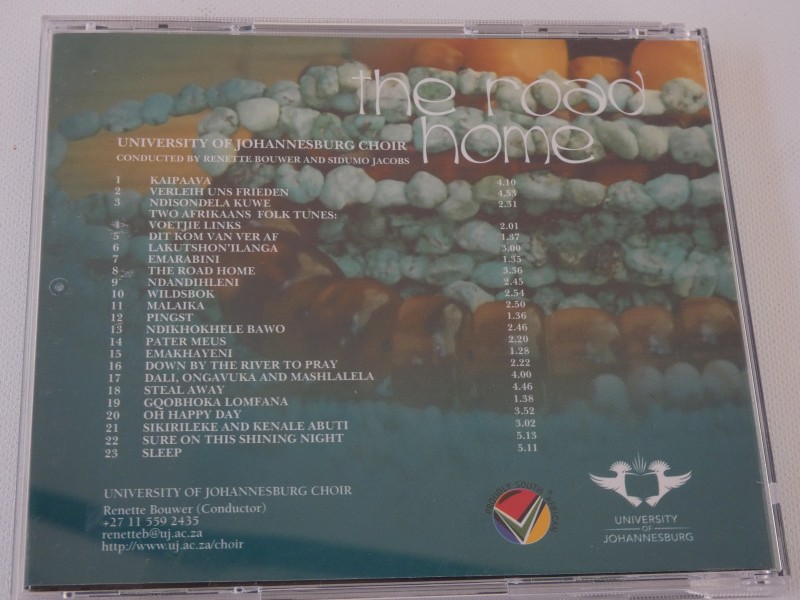 the road
home
UNIVERSITY OF JOHANNESBURG CHOIR
CONDUCTED BY RENETTE BOUWER AND SIDUMO JACOBS
1 KAIPAAVA 4.10
2 VERLEIH UNS FRIEDEN 4.53
3 NDISONDELA KUWE 2.31
TWO AFRIKAANS FOLK TUNES:
4 VOETJIE LINKS 2.01
5 DIT KOM VAN VER AF 1.37
6 LAKUTSHON'ILANGA 3.00
7 EMARABINI 1.35
8 THE ROAD HOME 3.36
9 NDANDIHLENI 2.45
10 WILDSBOK 2.54
11 MALAIKA 2.50
12 PINGST 1.36
13 NDIKHOKHELE BAWO 2.46
14 PATER MEUS 2.20
15 EMAKHAYENI 1.28
16 DOWN BY THE RIVER TO PRAY 2.22
17 DALI, ONGAVUKA AND MASHLALELA 4.00
18 STEAL AWAY 4.46
19 GQOBHOKA LOMFANA 1.38
20 OH HAPPY DAY 3.52
21 SIKIRILEKE AND KENALE ABUTI 3.02
22 SURE ON THIS SHINING NIGHT 5.13
23 SLEEP 5.11
UNIVERSITY OF JOHANNESBURG CHOIR
Renette Bouwer (Conductor)
+27 11 559 2435
renetteb@uj.ac.za
http://www.uj.ac.za/choir
PROUDLY SOUTH AFRICAN
UNIVERSITY
OF
JOHANNESBURG